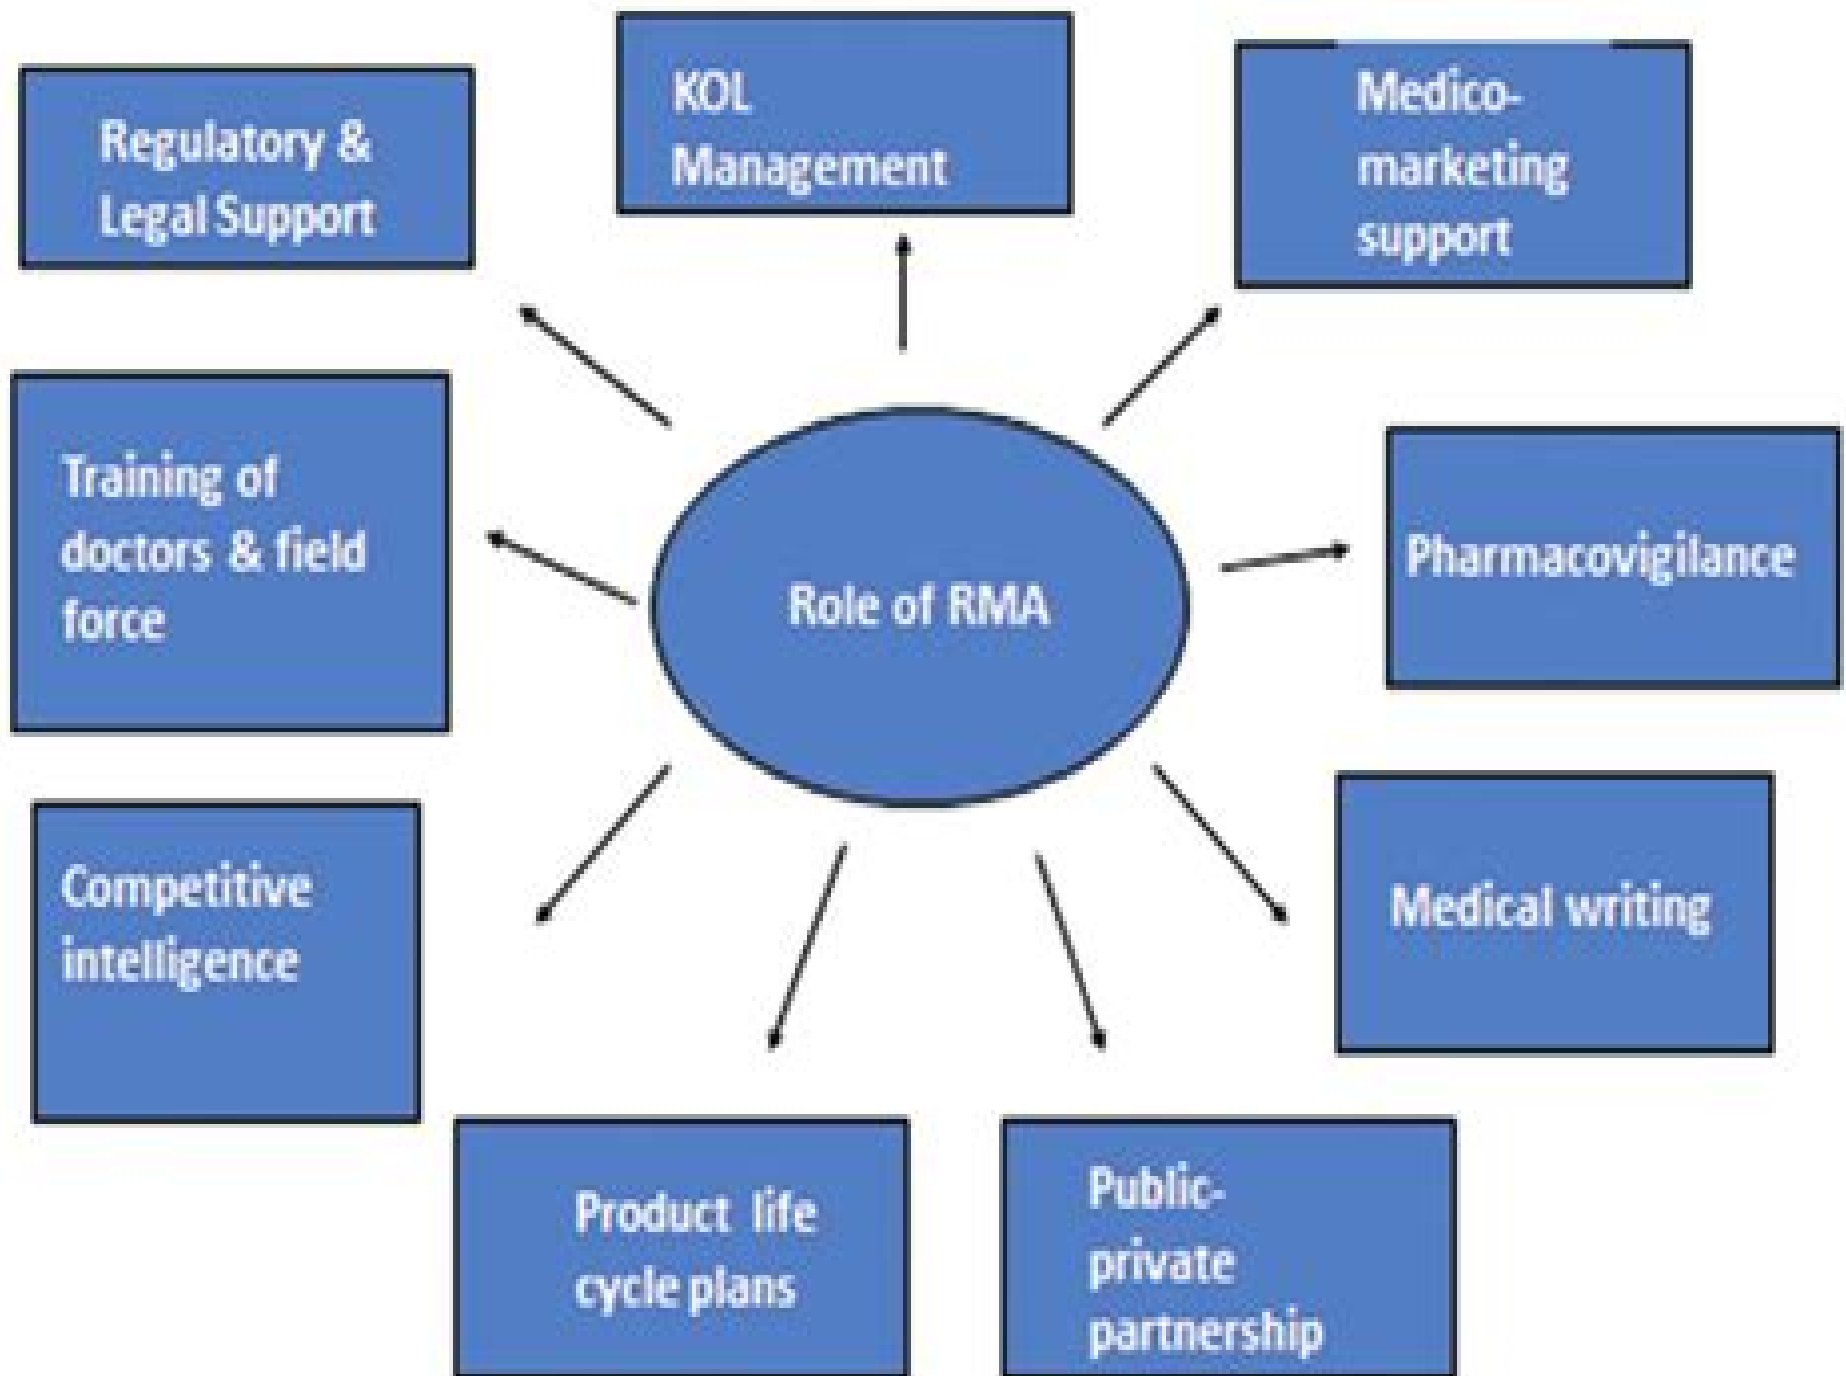 KOL
Management
Medico-
marketing
support
Regulatory &
Legal Support
Training of
doctors & field
force
Role of RMA
Pharmacovigilance
Competitive
intelligence
Medical writing
Product life
cycle plans
Public-
private
partnership